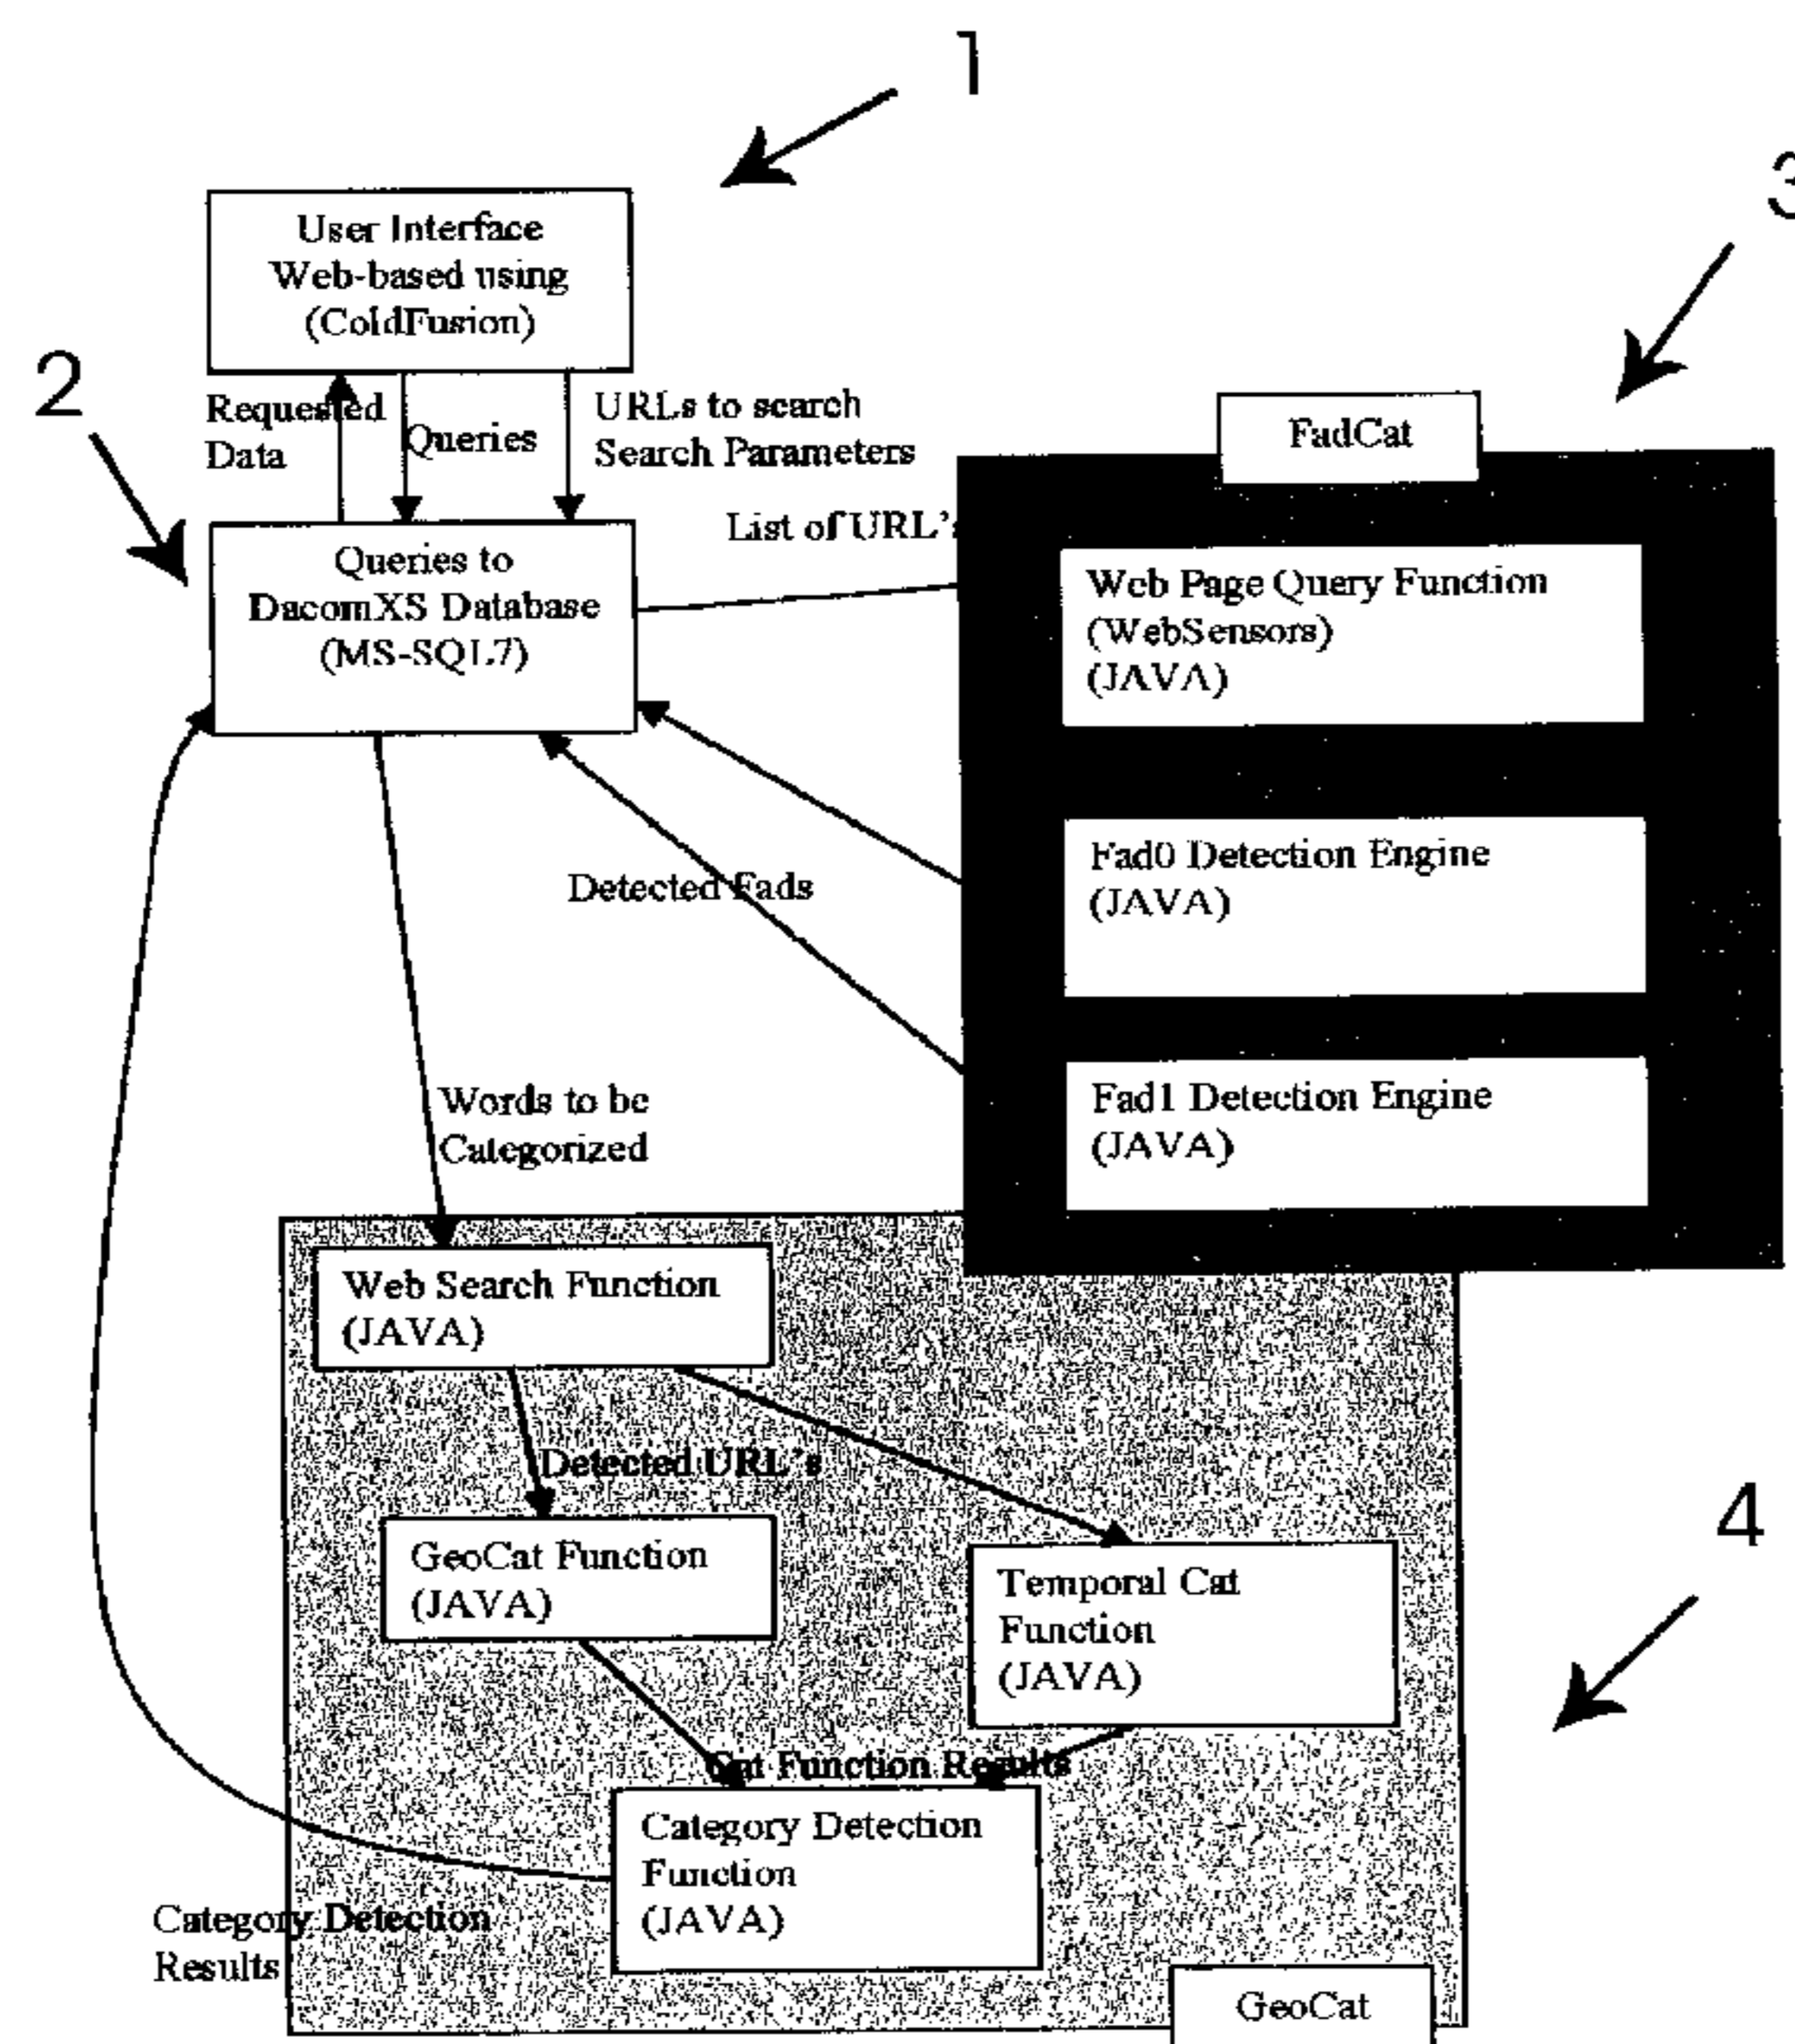 1
3
User Interface
Web-based using
(ColdFusion)
2
Requested
Data
Queries
URLs to search
Search Parameters
FadCat
List of URL's
Queries to
DacomXS Database
(MS-SQL7)
Web Page Query Function
(WebSensors)
(JAVA)
Fad0 Detection Engine
(JAVA)
Detected Fads
Fad1 Detection Engine
(JAVA)
Words to be
Categorized
Web Search Function
(JAVA)
Detected URL's
4
GeoCat Function
(JAVA)
Temporal Cat
Function
(JAVA)
Cat Function Results
Category Detection
Function
(JAVA)
Category Detection
Results
GeoCat